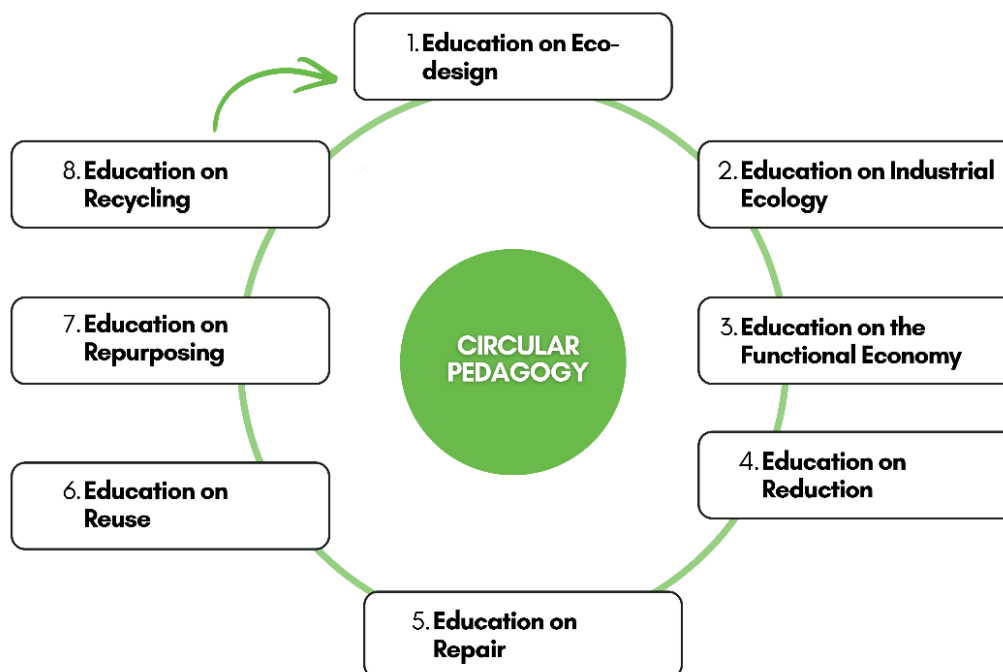 1. Education on Eco-
design
2. Education on Industrial
Ecology
3. Education on the
Functional Economy
4. Education on
Reduction
5. Education on
Repair
6. Education on
Reuse
7. Education on
Repurposing
8. Education on
Recycling
CIRCULAR
PEDAGOGY